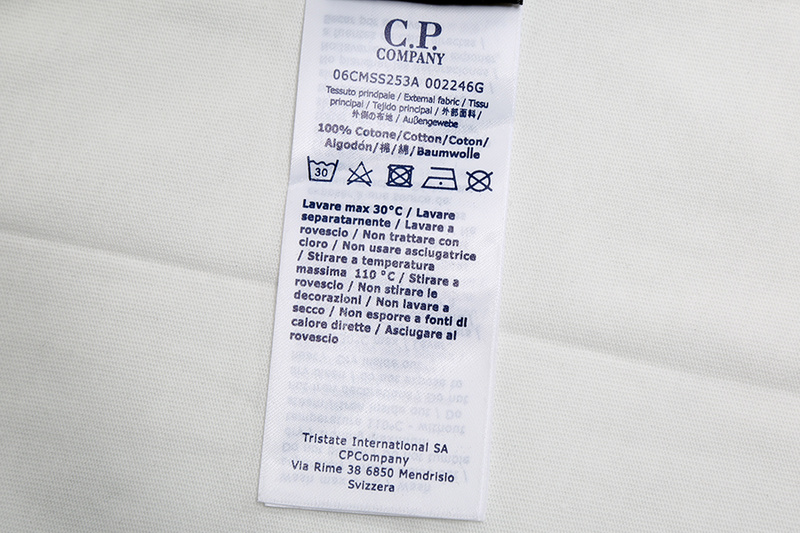 C.P.
COMPANY
06CMSS253A 002246G
Tessuto principale / External fabric / Tissu
principal / Tejido principal / 外部面料 /
外側の布地 / Außengewebe
100% Cotone/Cotton/Coton/
Algodón/棉/綿/Baumwolle
30
Lavare max 30°C / Lavare
separatarnente / Lavare a
rovescio / Non trattare con
cloro / Non usare asciugatrice
/ Stirare a temperatura
massima 110 °C / Stirare a
rovescio / Non stirare le
decorazioni / Non lavare a
secco / Non esporre a fonti di
calore dirette / Asciugare al
rovescio
Tristate International SA
CPCompany
Via Rime 38 6850 Mendrisio
Svizzera